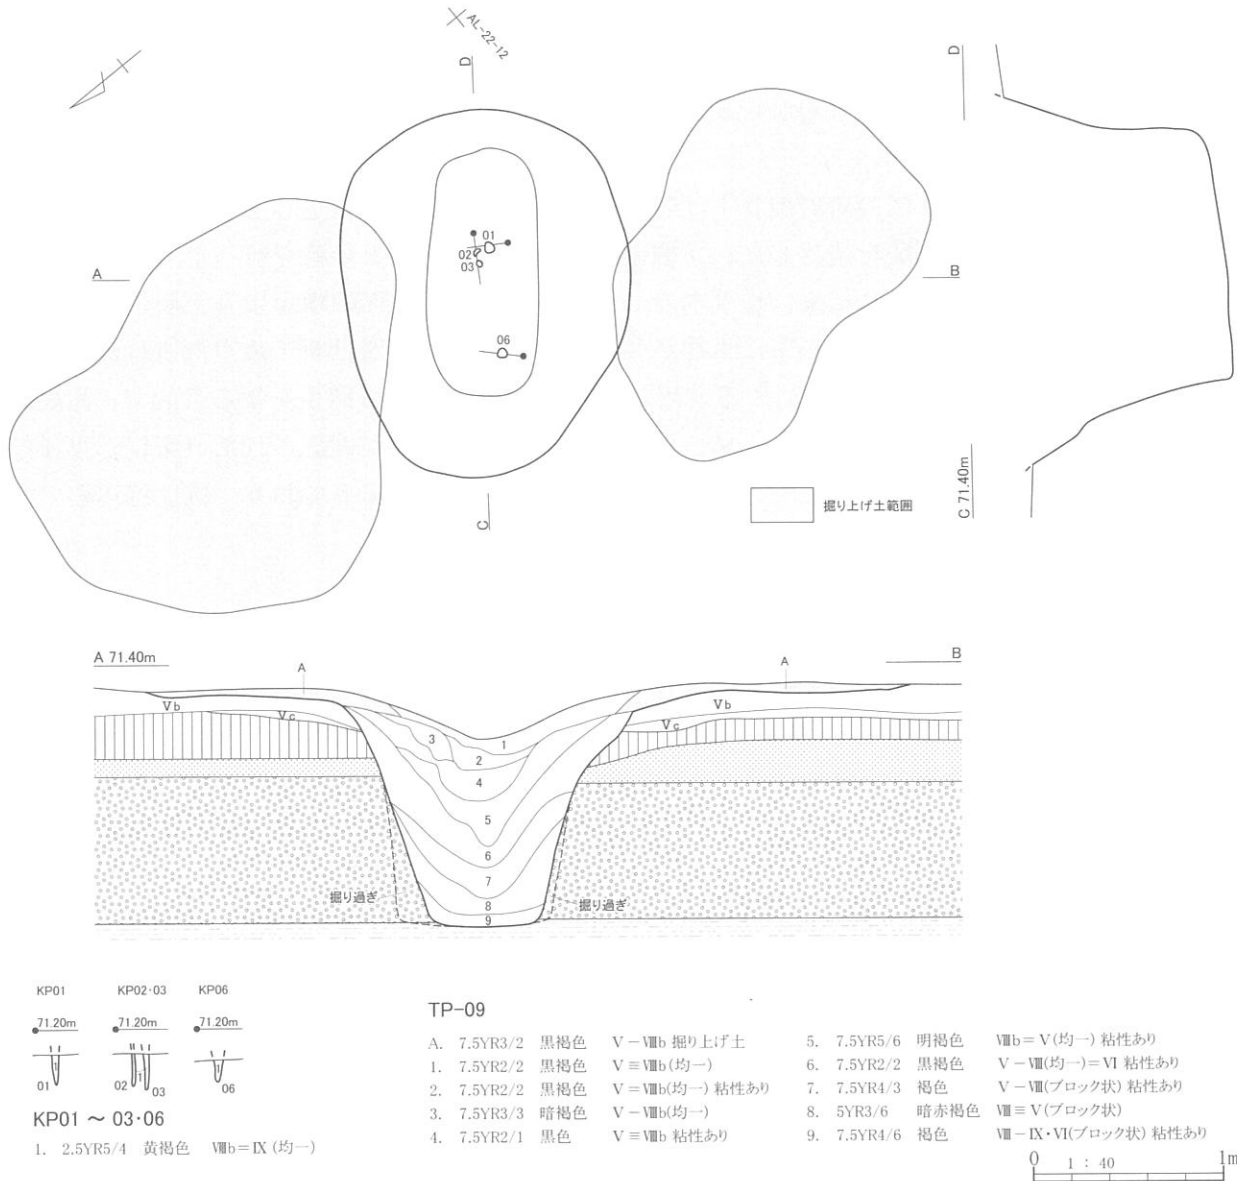 AL-22-12
D
D
01
02
03
A
B
06
C
C 71.40m
掘り上げ土範囲
A 71.40m
B
A
A
Ⅴb
Ⅴb
Ⅴc
Ⅴc
1
3
2
4
5
6
7
8
9
掘り過ぎ
掘り過ぎ
KP01
KP02・03
KP06
71.20m
71.20m
71.20m
1
1
1
01
02
03
06
KP01 ~ 03・06
1. 2.5YR5/4 黄褐色 Ⅷb=Ⅸ (均一)
TP-09
A. 7.5YR3/2 黒褐色 Ⅴ-Ⅷb 掘り上げ土
1. 7.5YR2/2 黒褐色 Ⅴ≡Ⅷb(均一)
2. 7.5YR2/2 黒褐色 Ⅴ=Ⅷb(均一) 粘性あり
3. 7.5YR3/3 暗褐色 Ⅴ-Ⅷb(均一)
4. 7.5YR2/1 黒色 Ⅴ≡Ⅷb 粘性あり
5. 7.5YR5/6 明褐色 Ⅷb=Ⅴ(均一) 粘性あり
6. 7.5YR2/2 黒褐色 Ⅴ-Ⅷ(均一)=Ⅵ 粘性あり
7. 7.5YR4/3 褐色 Ⅴ-Ⅷ(ブロック状) 粘性あり
8. 5YR3/6 暗赤褐色 Ⅷ≡Ⅴ(ブロック状)
9. 7.5YR4/6 褐色 Ⅷ-Ⅸ・Ⅵ(ブロック状) 粘性あり
0 1 : 40 1m